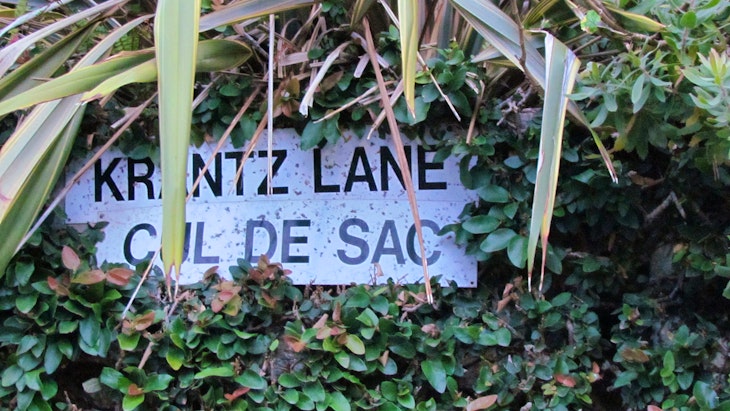 KRANTZ LANE
CUL DE SAC